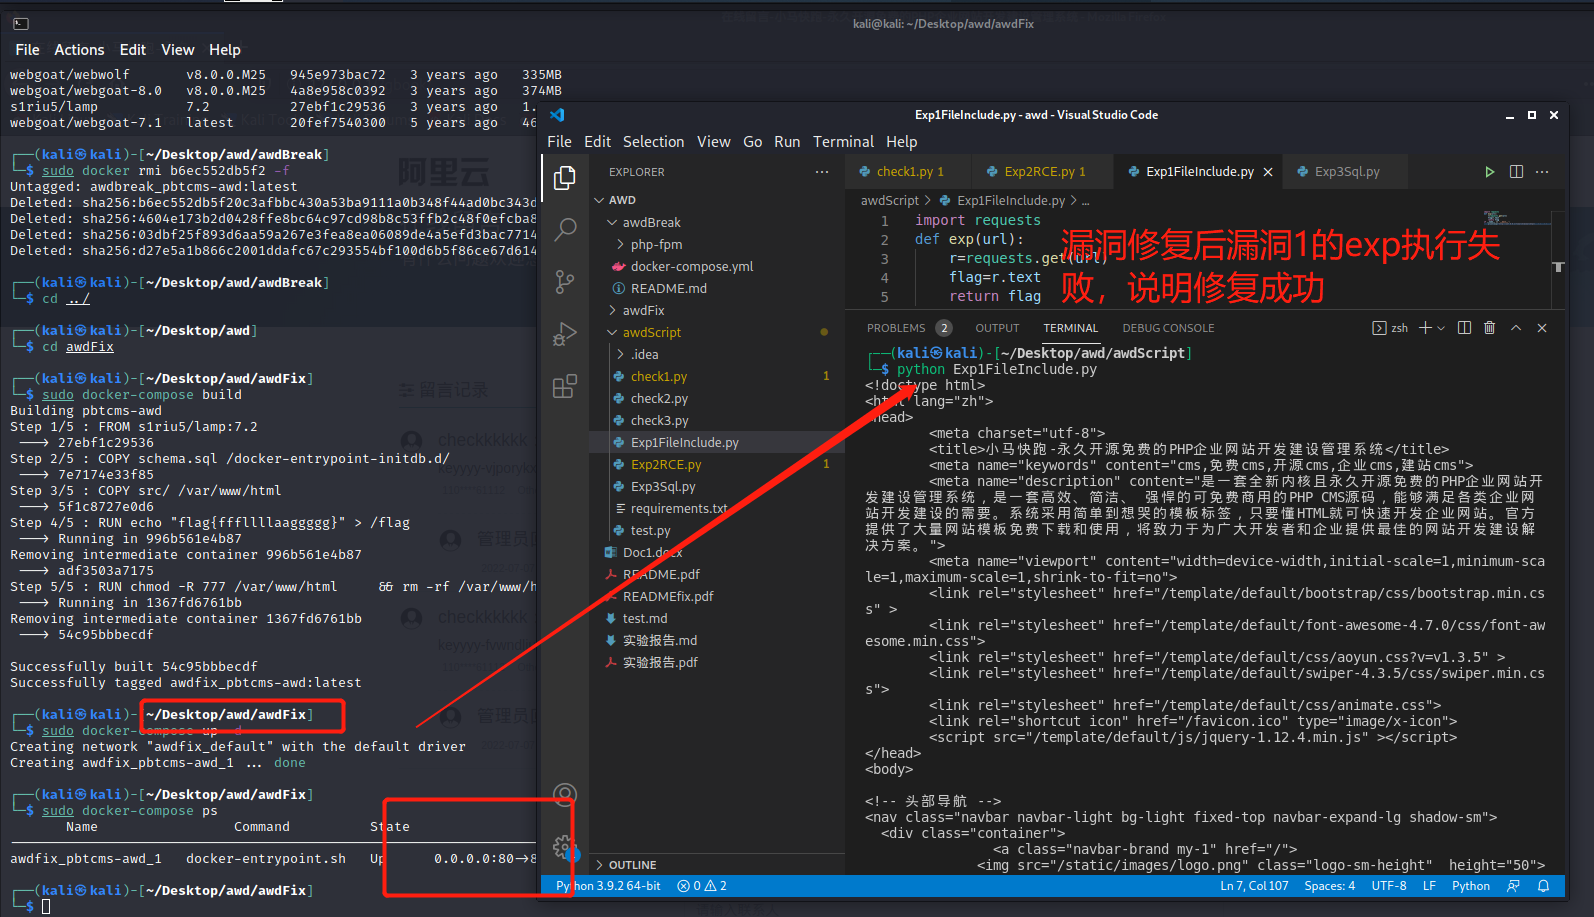 kali@kali: ~/Desktop/awd/awdFix
File Actions Edit View Help
webgoat/webwolf v8.0.0.M25 945e973bac72 3 years ago 335MB
webgoat/webgoat-8.0 v8.0.0.M25 4a8e958c0392 3 years ago 374MB
s1riu5/lamp 7.2 27ebf1c29536 3 years ago 1.
webgoat/webgoat-7.1 latest 20fef7540300 5 years ago 46
┌──(kali㉿kali)-[~/Desktop/awd/awdBreak]
└─$ sudo docker rmi b6ec552db5f2 -f
Untagged: awdbreak_pbtcms-awd:latest
Deleted: sha256:b6ec552db5f20c3afbbc430a53ba9111a0b348f44ad0bc343d
Deleted: sha256:4604e173b2d0428ffe8bc64c97cd98b8c53ffb2c48f0efcba8
Deleted: sha256:03dbf25f893d6aa59a267e3fea8ea06089de4a5efd3bac7714
Deleted: sha256:d27e5a1b866c2001ddafc67c293554bf100d6b5f86ce67d614
┌──(kali㉿kali)-[~/Desktop/awd/awdBreak]
└─$ cd ../
┌──(kali㉿kali)-[~/Desktop/awd]
└─$ cd awdFix
┌──(kali㉿kali)-[~/Desktop/awd/awdFix]
└─$ sudo docker-compose build
Building pbtcms-awd
Step 1/5 : FROM s1riu5/lamp:7.2
---> 27ebf1c29536
Step 2/5 : COPY schema.sql /docker-entrypoint-initdb.d/
---> 7e7174e33f85
Step 3/5 : COPY src/ /var/www/html
---> 5f1c8727e0d6
Step 4/5 : RUN echo "flag{fffllllaaggggg}" > /flag
---> Running in 996b561e4b87
Removing intermediate container 996b561e4b87
---> adf3503a7175
Step 5/5 : RUN chmod -R 777 /var/www/html && rm -rf /var/www/h
---> Running in 1367fd6761bb
Removing intermediate container 1367fd6761bb
---> 54c95bbbecdf
Successfully built 54c95bbbecdf
Successfully tagged awdfix_pbtcms-awd:latest
┌──(kali㉿kali)-[~/Desktop/awd/awdFix]
└─$ sudo docker-compose up -d
Creating network "awdfix_default" with the default driver
Creating awdfix_pbtcms-awd_1 ... done
┌──(kali㉿kali)-[~/Desktop/awd/awdFix]
└─$ sudo docker-compose ps
Name Command State
awdfix_pbtcms-awd_1 docker-entrypoint.sh Up 0.0.0.0:80->8
┌──(kali㉿kali)-[~/Desktop/awd/awdFix]
└─$
阿里云
留言记录
checkkkkkk
管理员
checkkkkkk
管理员
Exp1FileInclude.py - awd - Visual Studio Code
File Edit Selection View Go Run Terminal Help
EXPLORER
AWD
awdBreak
php-fpm
docker-compose.yml
README.md
awdFix
awdScript
.idea
check1.py 1
check2.py
check3.py
Exp1FileInclude.py
Exp2RCE.py 1
Exp3Sql.py
requirements.txt
test.py
Doc1.docx
README.pdf
READMEfix.pdf
test.md
实验报告.md
实验报告.pdf
OUTLINE
check1.py 1 Exp2RCE.py 1 Exp1FileInclude.py Exp3Sql.py
awdScript > Exp1FileInclude.py > ...
1 import requests
2 def exp(url):
3 r=requests.get(url)
4 flag=r.text
5 return flag
漏洞修复后漏洞1的exp执行失
败，说明修复成功
PROBLEMS 2 OUTPUT TERMINAL DEBUG CONSOLE zsh
┌──(kali㉿kali)-[~/Desktop/awd/awdScript]
└─$ python Exp1FileInclude.py
<!doctype html>
<html lang="zh">
<head>
<meta charset="utf-8">
<title>小马快跑-永久开源免费的PHP企业网站开发建设管理系统</title>
<meta name="keywords" content="cms,免费cms,开源cms,企业cms,建站cms">
<meta name="description" content="是一套全新内核且永久开源免费的PHP企业网站开
发建设管理系统，是一套高效、简洁、 强悍的可免费商用的PHP CMS源码，能够满足各类企业网
站开发建设的需要。系统采用简单到想哭的模板标签，只要懂HTML就可快速开发企业网站。官方
提供了大量网站模板免费下载和使用，将致力于为广大开发者和企业提供最佳的网站开发建设解
决方案。">
<meta name="viewport" content="width=device-width,initial-scale=1,minimum-sca
le=1,maximum-scale=1,shrink-to-fit=no">
<link rel="stylesheet" href="/template/default/bootstrap/css/bootstrap.min.cs
s" >
<link rel="stylesheet" href="/template/default/font-awesome-4.7.0/css/font-aw
esome.min.css">
<link rel="stylesheet" href="/template/default/css/aoyun.css?v=v1.3.5" >
<link rel="stylesheet" href="/template/default/swiper-4.3.5/css/swiper.min.cs
s">
<link rel="stylesheet" href="/template/default/css/animate.css">
<link rel="shortcut icon" href="/favicon.ico" type="image/x-icon">
<script src="/template/default/js/jquery-1.12.4.min.js" ></script>
</head>
<body>
<!-- 头部导航 -->
<nav class="navbar navbar-light bg-light fixed-top navbar-expand-lg shadow-sm">
<div class="container">
<a class="navbar-brand my-1" href="/">
<img src="/static/images/logo.png" class="logo-sm-height" height="50">
Python 3.9.2 64-bit 0 2 Ln 7, Col 107 Spaces: 4 UTF-8 LF Python